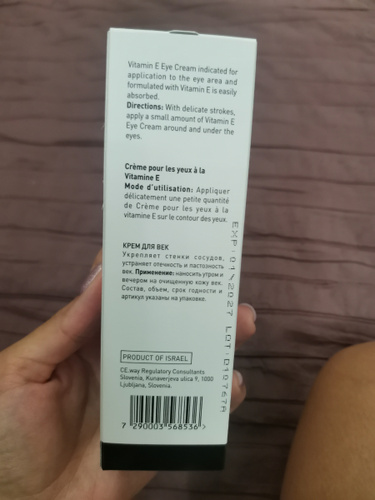 Vitamin E Eye Cream indicated for
application to the eye area and
formulated with Vitamin E is easily
absorbed.
Directions: With delicate strokes,
apply a small amount of Vitamin E
Eye Cream around and under the
eyes.
Crème pour les yeux à la
Vitamine E
Mode d'utilisation: Appliquer
délicatement une petite quantité
de Crème pour les yeux à la
vitamine E sur le contour des yeux.
КРЕМ ДЛЯ ВЕК
Укрепляет стенки сосудов,
устраняет отечность и пастозность
век. Применение: наносить утром и
вечером на очищенную кожу век.
Состав, объем, срок годности и
артикул указаны на упаковке.
EXP: 01/2027 LOT: D10767A
PRODUCT OF ISRAEL
CE.way Regulatory Consultants
Slovenia, Kunaverjeva ulica 9, 1000
Ljubljana, Slovenia.
7 290003 568536 >